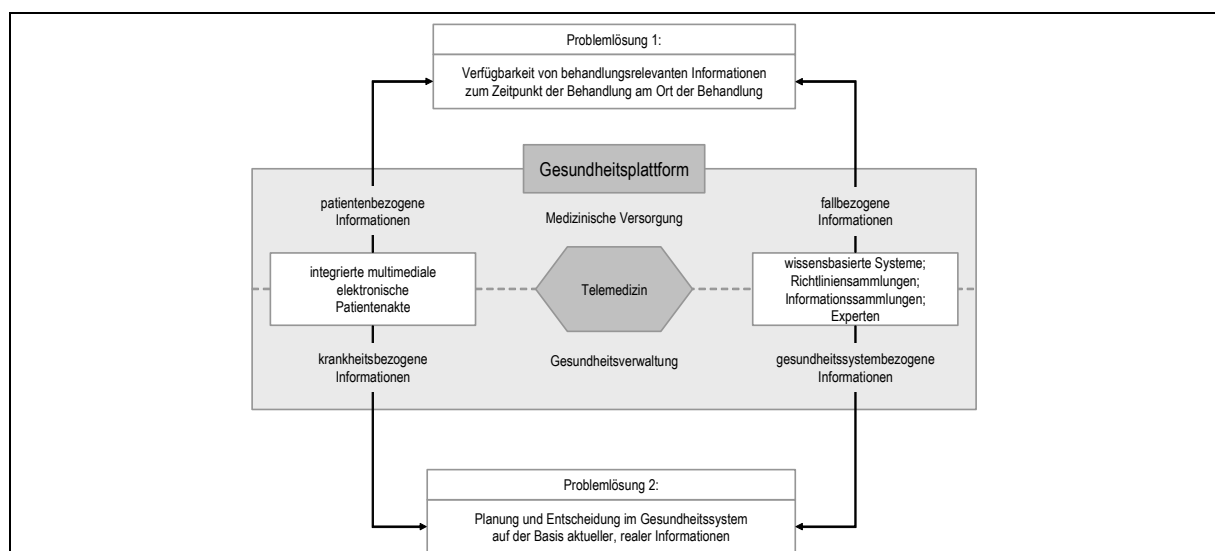 Problemlösung 1:
Verfügbarkeit von behandlungsrelevanten Informationen
zum Zeitpunkt der Behandlung am Ort der Behandlung
Gesundheitsplattform
patientenbezogene
Informationen
Medizinische Versorgung
fallbezogene
Informationen
integrierte multimediale
elektronische
Patientenakte
Telemedizin
wissensbasierte Systeme;
Richtliniensammlungen;
Informationssammlungen;
Experten
krankheitsbezogene
Informationen
Gesundheitsverwaltung
gesundheitssystembezogene
Informationen
Problemlösung 2:
Planung und Entscheidung im Gesundheitssystem
auf der Basis aktueller, realer Informationen